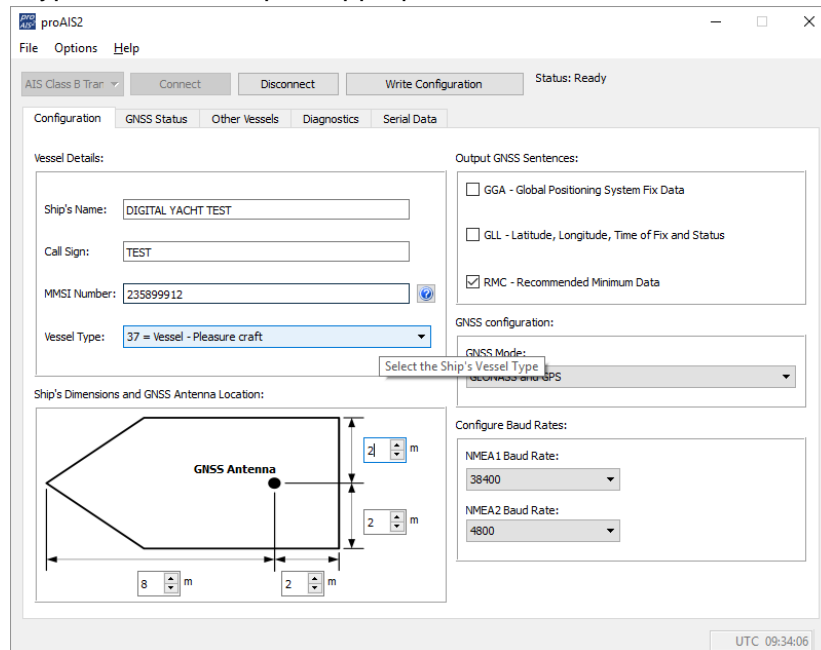 proAIS2
File Options Help
AIS Class B Tran Connect Disconnect Write Configuration Status: Ready
Configuration GNSS Status Other Vessels Diagnostics Serial Data
Vessel Details:
Ship's Name: DIGITAL YACHT TEST
Call Sign: TEST
MMSI Number: 235899912
Vessel Type: 37 = Vessel - Pleasure craft
Select the Ship's Vessel Type
Ship's Dimensions and GNSS Antenna Location:
GNSS Antenna
2 m
2 m
8 m
2 m
Output GNSS Sentences:
GGA - Global Positioning System Fix Data
GLL - Latitude, Longitude, Time of Fix and Status
RMC - Recommended Minimum Data
GNSS configuration:
GNSS Mode:
GLONASS and GPS
Configure Baud Rates:
NMEA1 Baud Rate:
38400
NMEA2 Baud Rate:
4800
UTC 09:34:06